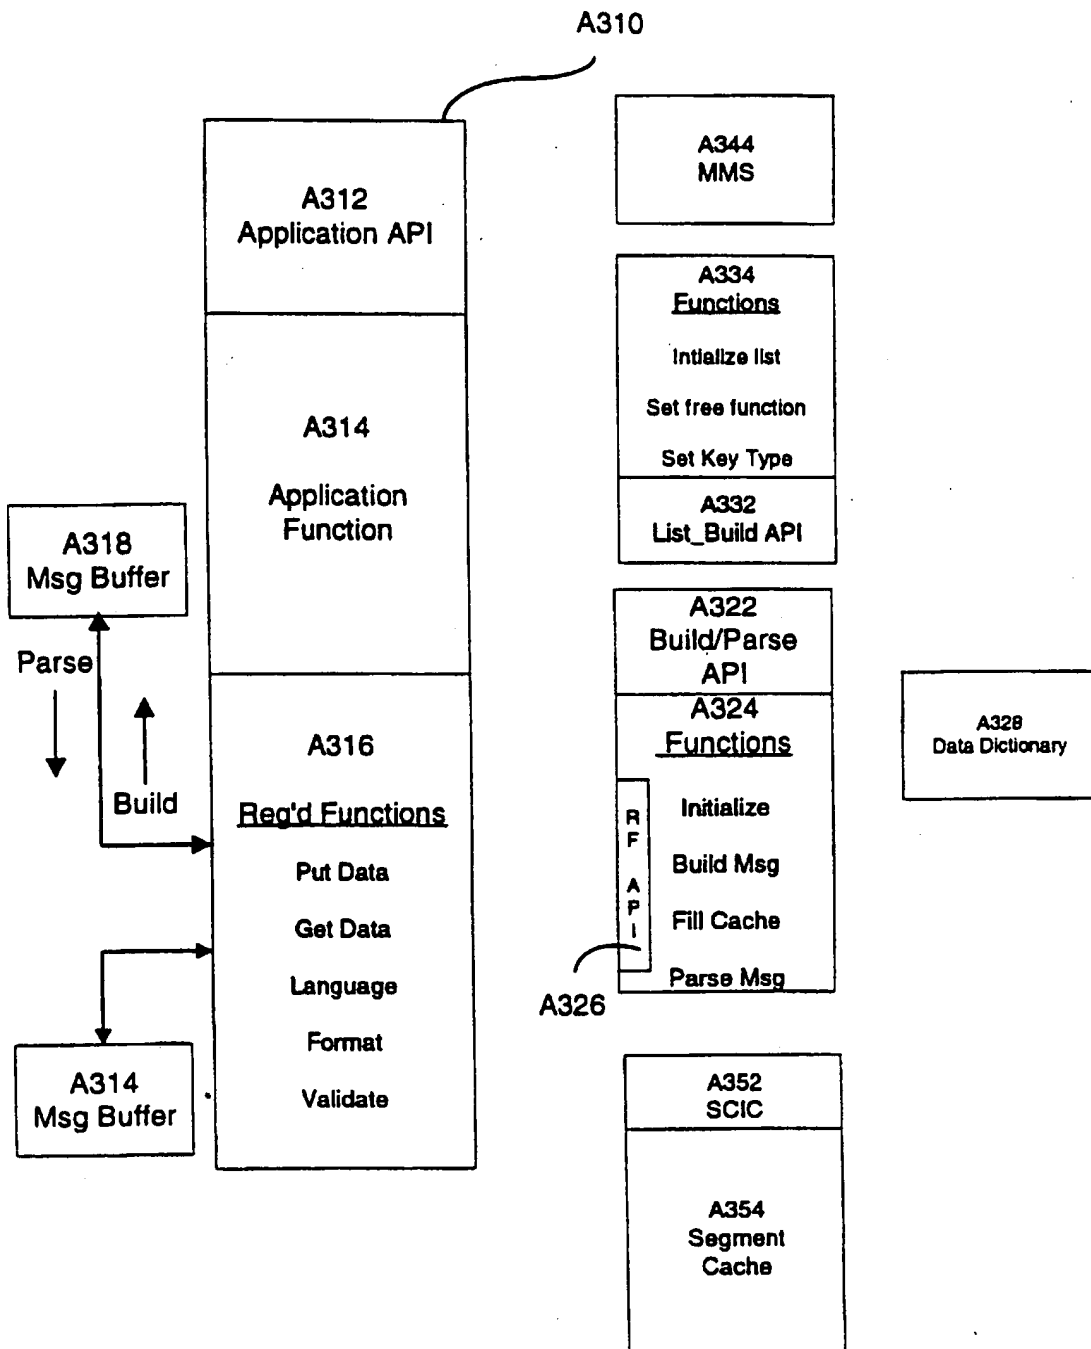 A310
A312
Application API
A314
Application
Function
A316
Reg'd Functions
Put Data
Get Data
Language
Format
Validate
A318
Msg Buffer
Parse
Build
A314
Msg Buffer
A344
MMS
A334
Functions
Intialize list
Set free function
Set Key Type
A332
List_Build API
A322
Build/Parse
API
A324
Functions
Initialize
Build Msg
Fill Cache
Parse Msg
RF API
A326
A328
Data Dictionary
A352
SCIC
A354
Segment
Cache